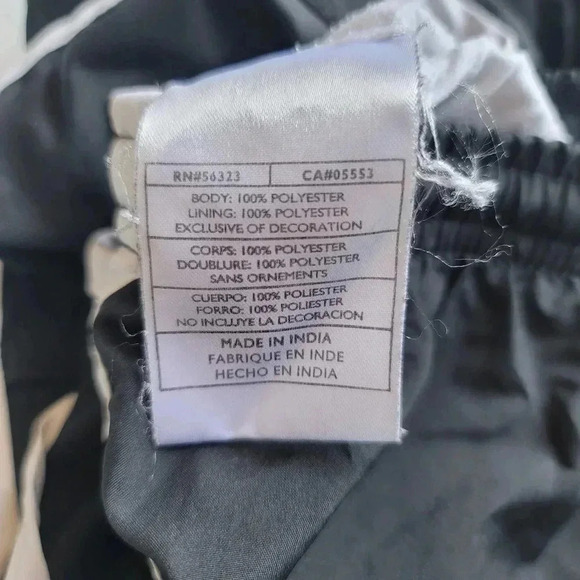 RN#56323 CA#05553
BODY: 100% POLYESTER
LINING: 100% POLYESTER
EXCLUSIVE OF DECORATION
CORPS: 100% POLYESTER
DOUBLURE: 100% POLYESTER
SANS ORNEMENTS
CUERPO: 100% POLIESTER
FORRO: 100% POLIESTER
NO INCLUYE LA DECORACION
MADE IN INDIA
FABRIQUE EN INDE
HECHO EN INDIA